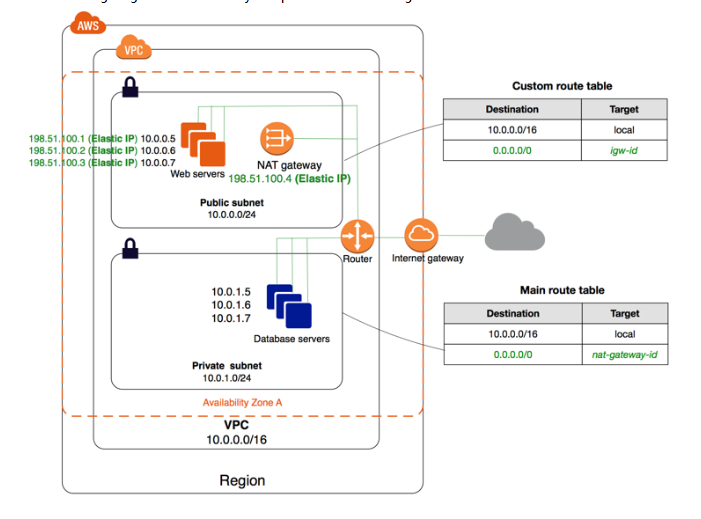 AWS
VPC
198.51.100.1 (Elastic IP) 10.0.0.5
198.51.100.2 (Elastic IP) 10.0.0.6
198.51.100.3 (Elastic IP) 10.0.0.7
Web servers
NAT gateway
198.51.100.4 (Elastic IP)
Public subnet
10.0.0.0/24
Router
Internet gateway
10.0.1.5
10.0.1.6
10.0.1.7
Database servers
Private subnet
10.0.1.0/24
Availability Zone A
VPC
10.0.0.0/16
Region
Custom route table
Destination Target
10.0.0.0/16 local
0.0.0.0/0 igw-id
Main route table
Destination Target
10.0.0.0/16 local
0.0.0.0/0 nat-gateway-id